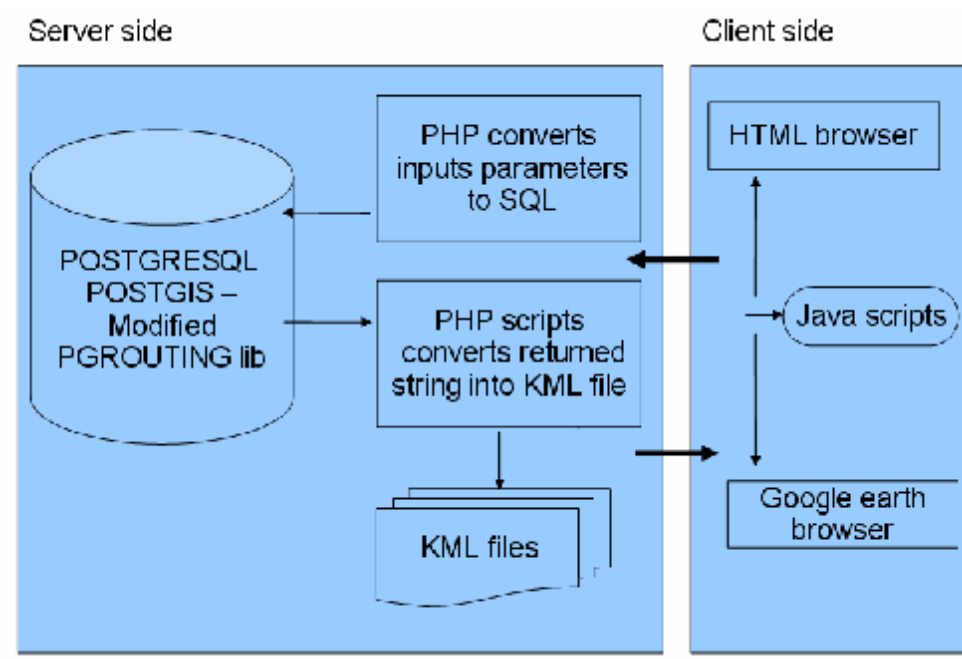 Server side
Client side
PHP converts
inputs parameters
to SQL
POSTGRESQL
POSTGIS –
Modified
PGROUTING lib
PHP scripts
converts returned
string into KML file
KML files
HTML browser
Java scripts
Google earth
browser